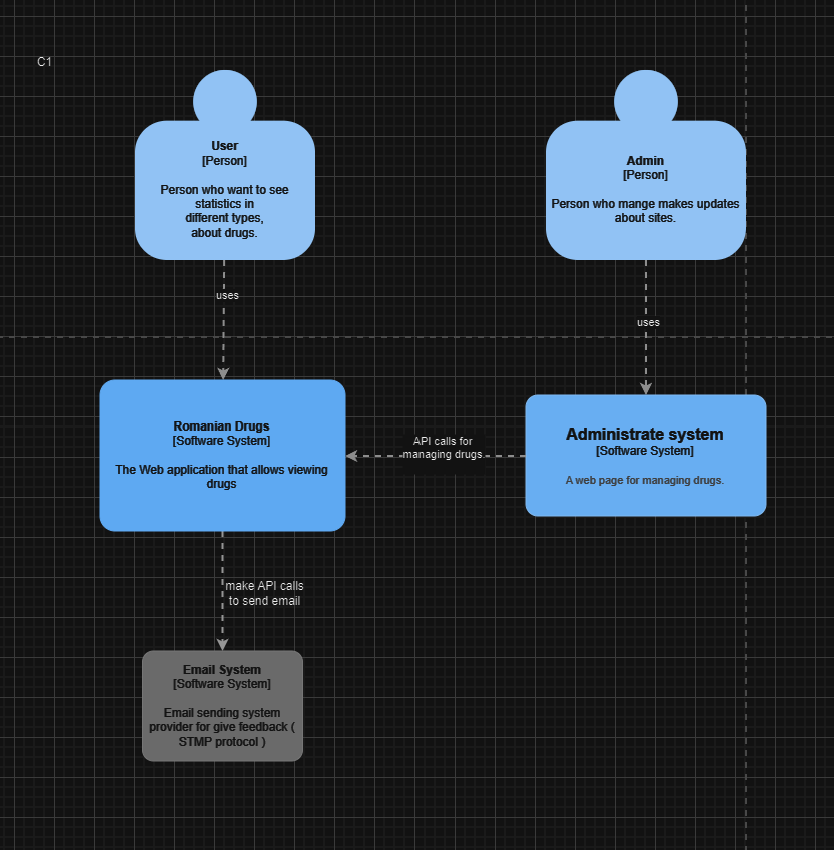 C1
User
[Person]
Person who want to see
statistics in
different types,
about drugs.
Admin
[Person]
Person who mange makes updates
about sites.
uses
uses
Romanian Drugs
[Software System]
The Web application that allows viewing
drugs
API calls for
managing drugs
Administrate system
[Software System]
A web page for managing drugs.
make API calls
to send email
Email System
[Software System]
Email sending system
provider for give feedback (
STMP protocol )